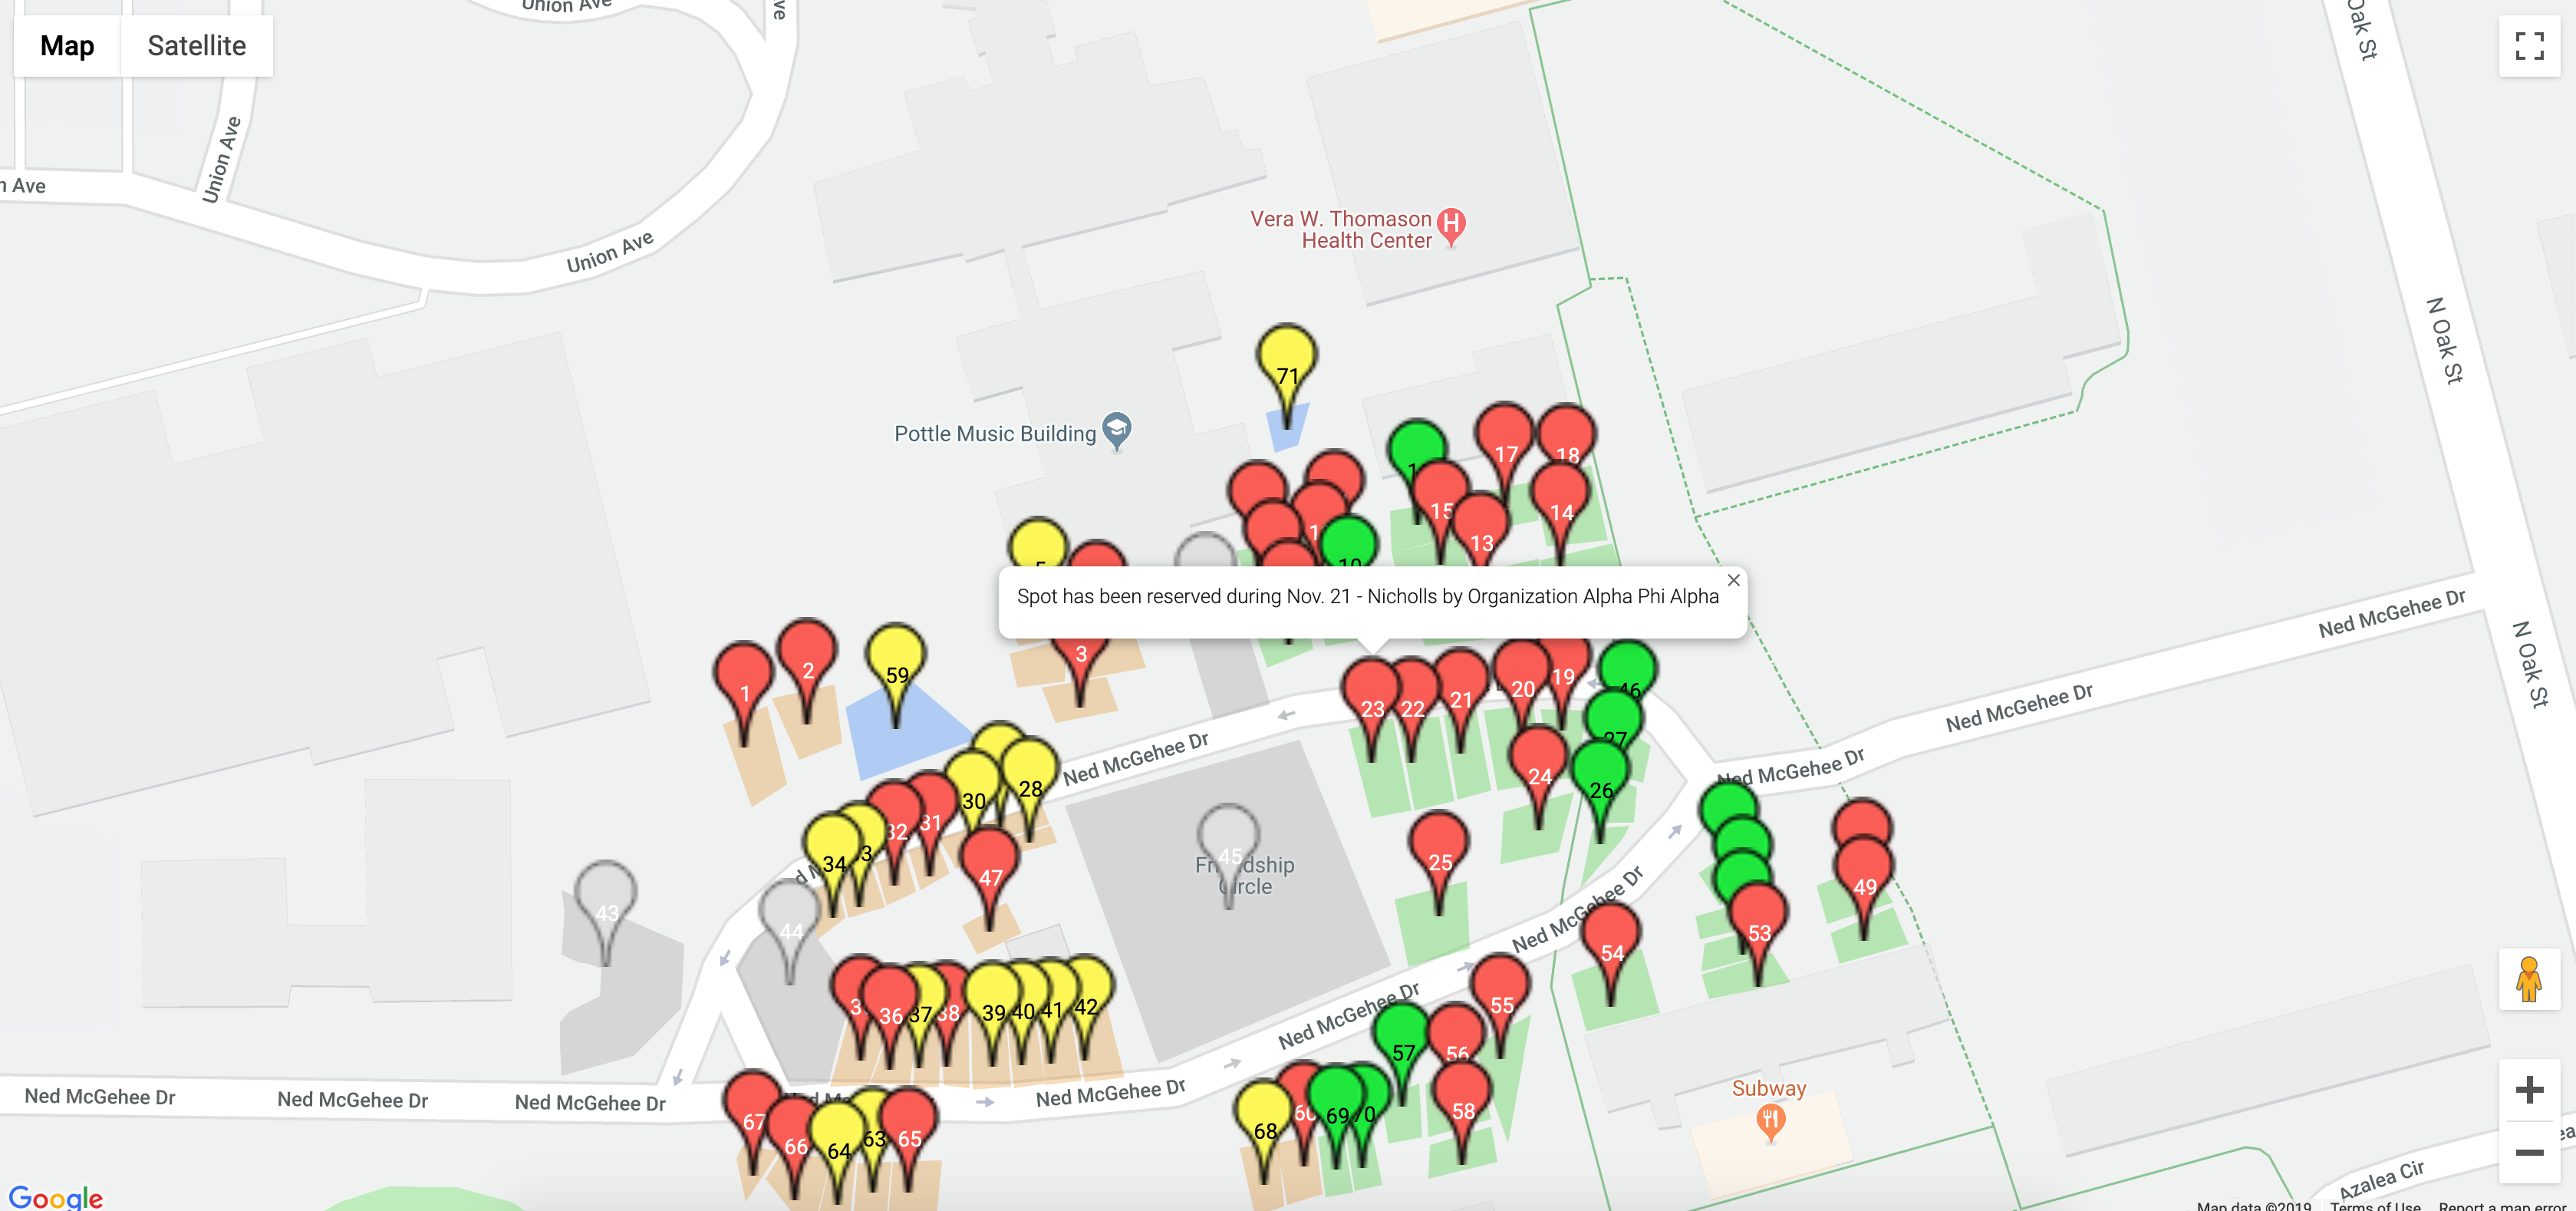 Union Ave
Map
Satellite
Oak St
Union Ave
Ave
Vera W. Thomason
Health Center
H
Union Ave
N Oak St
71
Pottle Music Building
17
18
15
14
13
10
Spot has been reserved during Nov. 21 - Nicholls by Organization Alpha Phi Alpha
Ned McGehee Dr
N Oak St
1
2
59
3
23
22
21
20
19
46
27
Ned McGehee Dr
Ned McGehee Dr
Ned McGehee Dr
24
26
28
30
31
32
34
47
25
45
Friendship
Circle
49
43
44
53
54
Ned McGehee Dr
36
37
38
39
40
41
42
55
Ned McGehee Dr
57
56
58
Subway
Ned McGehee Dr
Ned McGehee Dr
Ned McGehee Dr
Ned McGehee Dr
67
66
64
63
65
68
69
70
Google
Azalea Cir
Map data ©2019
Terms of Use
Report a map error